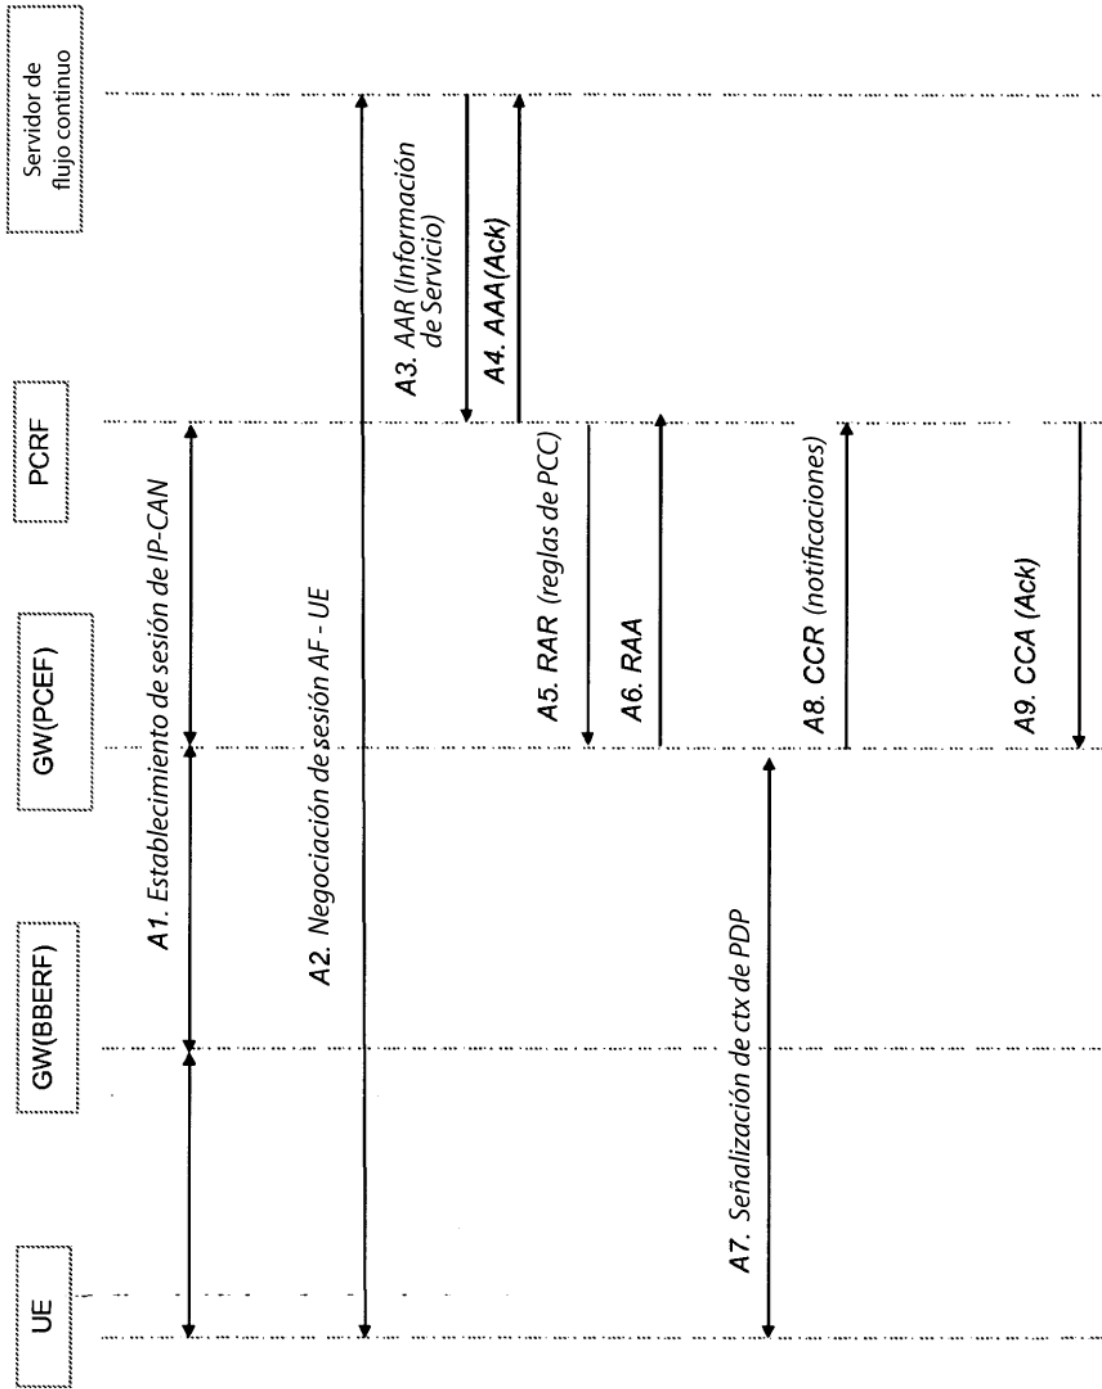 UE
GW(BBERF)
GW(PCEF)
PCRF
Servidor de
flujo continuo
A1. Establecimiento de sesión de IP-CAN
A2. Negociación de sesión AF - UE
A3. AAR (Información
de Servicio)
A4. AAA(Ack)
A5. RAR (reglas de PCC)
A6. RAA
A7. Señalización de ctx de PDP
A8. CCR (notificaciones)
A9. CCA (Ack)